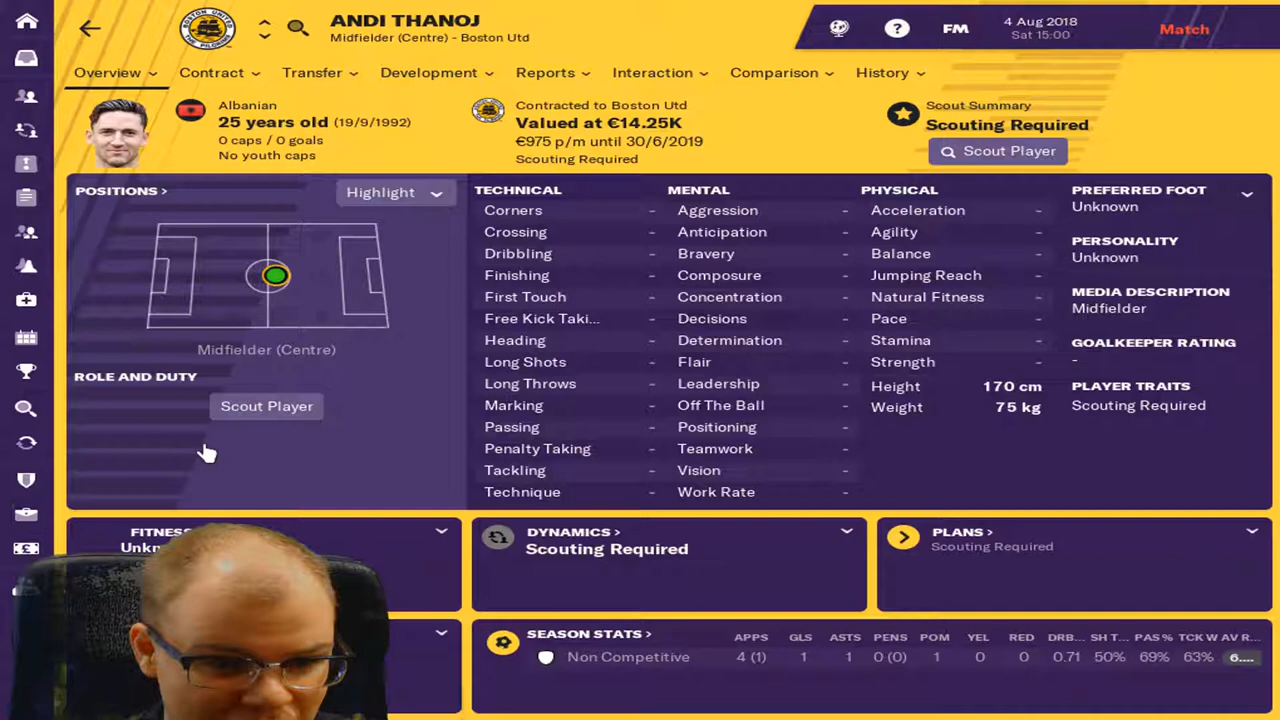 ANDI THANOJ
Midfielder (Centre) - Boston Utd
FM
4 Aug 2018
Sat 15:00
Match
Overview
Contract
Transfer
Development
Reports
Interaction
Comparison
History
Albanian
25 years old (19/9/1992)
0 caps / 0 goals
No youth caps
Contracted to Boston Utd
Valued at €14.25K
€975 p/m until 30/6/2019
Scouting Required
Scout Summary
Scouting Required
Scout Player
POSITIONS >
Highlight
Midfielder (Centre)
ROLE AND DUTY
Scout Player
TECHNICAL
Corners -
Crossing -
Dribbling -
Finishing -
First Touch -
Free Kick Taki... -
Heading -
Long Shots -
Long Throws -
Marking -
Passing -
Penalty Taking -
Tackling -
Technique -
MENTAL
Aggression -
Anticipation -
Bravery -
Composure -
Concentration -
Decisions -
Determination -
Flair -
Leadership -
Off The Ball -
Positioning -
Teamwork -
Vision -
Work Rate -
PHYSICAL
Acceleration -
Agility -
Balance -
Jumping Reach -
Natural Fitness -
Pace -
Stamina -
Strength -
Height 170 cm
Weight 75 kg
PREFERRED FOOT
Unknown
PERSONALITY
Unknown
MEDIA DESCRIPTION
Midfielder
GOALKEEPER RATING
-
PLAYER TRAITS
Scouting Required
DYNAMICS >
Scouting Required
PLANS >
Scouting Required
SEASON STATS >
APPS GLS ASTS PENS POM YEL RED DRB... SH T... PAS % TCK W AV R...
Non Competitive 4 (1) 1 1 0 (0) 1 0 0 0.71 50% 69% 63% 6....